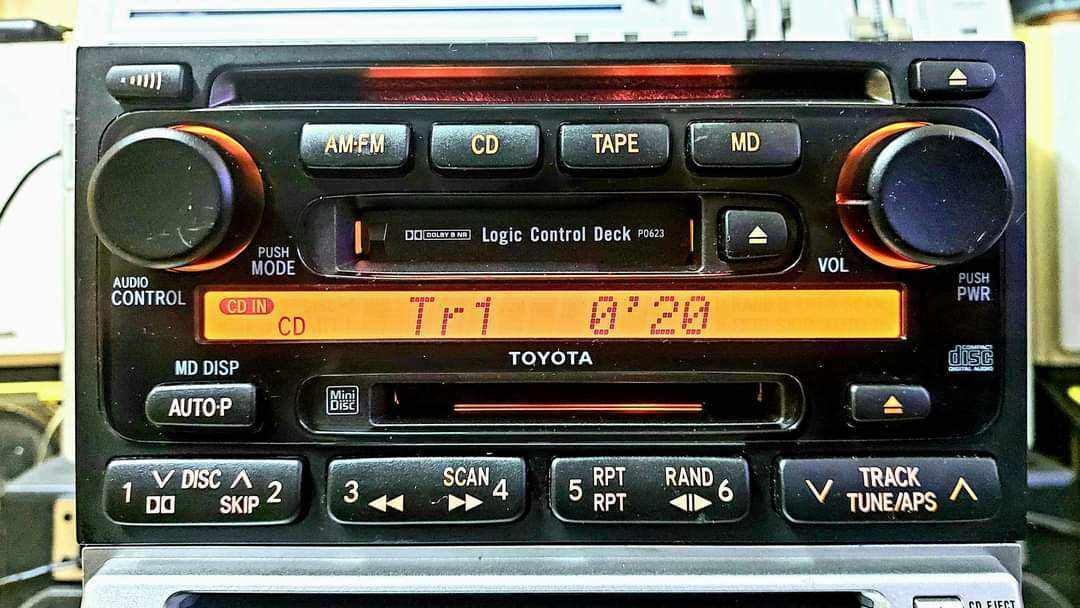 AM·FM CD TAPE MD
DOLBY B NR Logic Control Deck P0623
PUSH
MODE
VOL
AUDIO
CONTROL
PUSH
PWR
CD IN
CD Tr1 0'20
TOYOTA
COMPACT
disc
DIGITAL AUDIO
MD DISP
AUTO·P
Mini
Disc
1 DISC SKIP 2
3 SCAN 4
5 RPT RAND 6
RPT
TRACK
TUNE/APS
CD EJECT